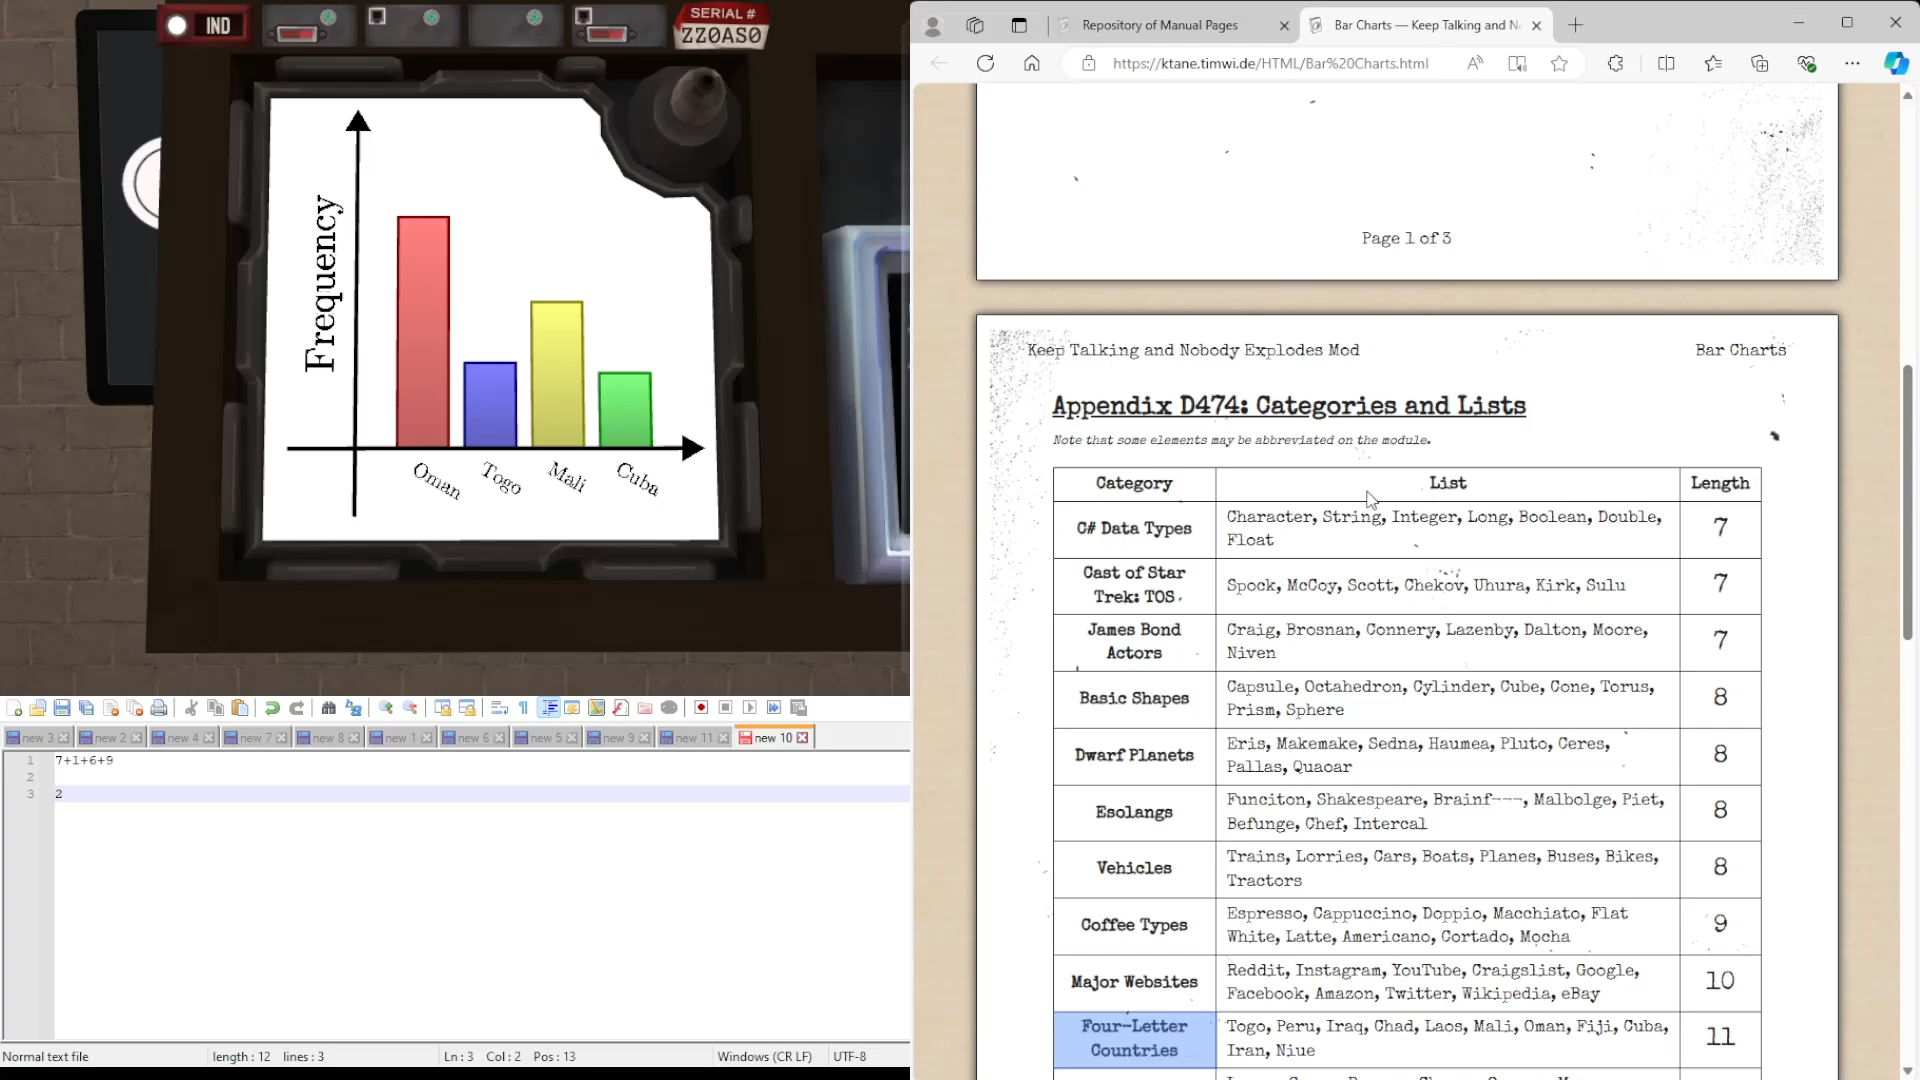 IND
SERIAL #
ZZ0AS0
Frequency
Oman
Togo
Mali
Cuba
new 3
new 2
new 4
new 7
new 8
new 1
new 6
new 5
new 9
new 11
new 10
1
7+1+6+9
2
3
2
Normal text file
length : 12
lines : 3
Ln : 3
Col : 2
Pos : 13
Windows (CR LF)
UTF-8
Repository of Manual Pages
Bar Charts — Keep Talking and N
https://ktane.timwi.de/HTML/Bar%20Charts.html
Page 1 of 3
Keep Talking and Nobody Explodes Mod
Bar Charts
Appendix D474: Categories and Lists
Note that some elements may be abbreviated on the module.
Category
List
Length
C# Data Types
Character, String, Integer, Long, Boolean, Double,
Float
7
Cast of Star
Trek: TOS
Spock, McCoy, Scott, Chekov, Uhura, Kirk, Sulu
7
James Bond
Actors
Craig, Brosnan, Connery, Lazenby, Dalton, Moore,
Niven
7
Basic Shapes
Capsule, Octahedron, Cylinder, Cube, Cone, Torus,
Prism, Sphere
8
Dwarf Planets
Eris, Makemake, Sedna, Haumea, Pluto, Ceres,
Pallas, Quaoar
8
Esolangs
Funciton, Shakespeare, Brainf---, Malbolge, Piet,
Befunge, Chef, Intercal
8
Vehicles
Trains, Lorries, Cars, Boats, Planes, Buses, Bikes,
Tractors
8
Coffee Types
Espresso, Cappuccino, Doppio, Macchiato, Flat
White, Latte, Americano, Cortado, Mocha
9
Major Websites
Reddit, Instagram, YouTube, Craigslist, Google,
Facebook, Amazon, Twitter, Wikipedia, eBay
10
Four-Letter
Countries
Togo, Peru, Iraq, Chad, Laos, Mali, Oman, Fiji, Cuba,
Iran, Niue
11